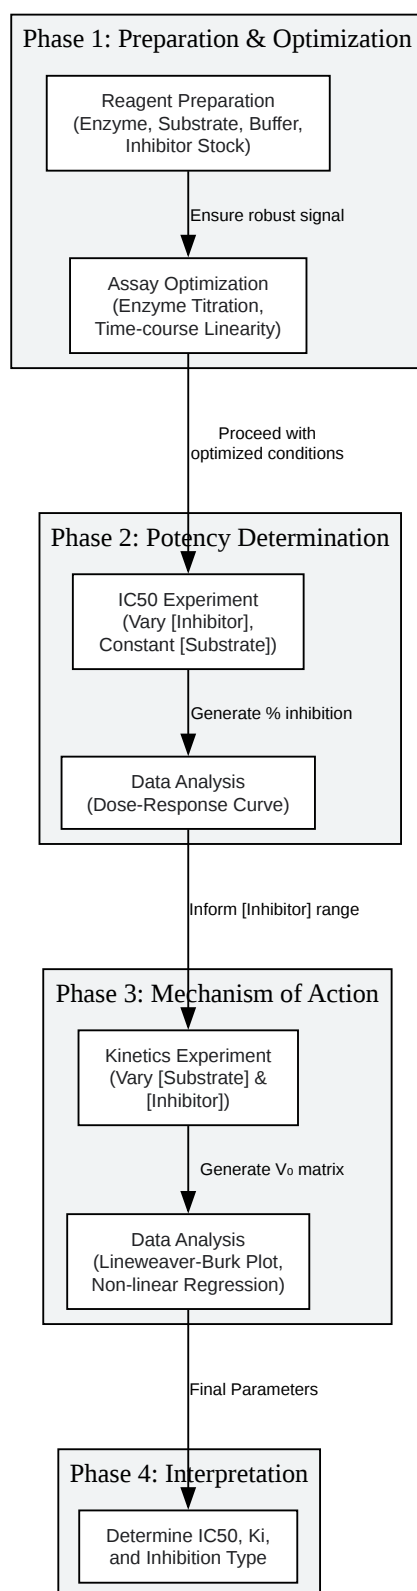 Phase 1: Preparation & Optimization
Reagent Preparation
(Enzyme, Substrate, Buffer,
Inhibitor Stock)
Ensure robust signal
Assay Optimization
(Enzyme Titration,
Time-course Linearity)
Proceed with
optimized conditions
Phase 2: Potency Determination
IC50 Experiment
(Vary [Inhibitor],
Constant [Substrate])
Generate % inhibition
Data Analysis
(Dose-Response Curve)
Inform [Inhibitor] range
Phase 3: Mechanism of Action
Kinetics Experiment
(Vary [Substrate] &
[Inhibitor])
Generate V₀ matrix
Data Analysis
(Lineweaver-Burk Plot,
Non-linear Regression)
Final Parameters
Phase 4: Interpretation
Determine IC50, Ki,
and Inhibition Type